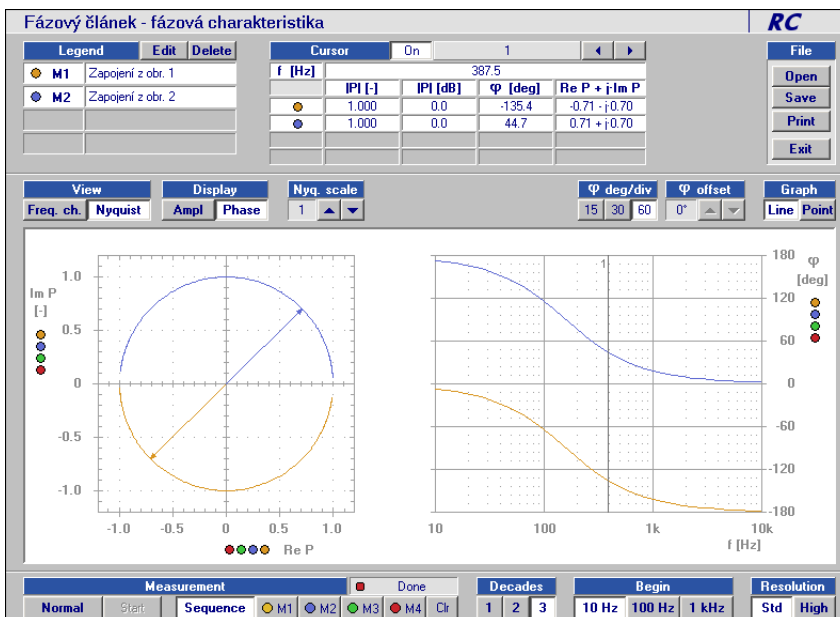 Fázový článek - fázová charakteristika
RC
Legend Edit Delete
M1 Zapojení z obr. 1
M2 Zapojení z obr. 2
Cursor On 1
f [Hz] 387.5
|P| [-] |P| [dB] φ [deg] Re P + j·Im P
1.000 0.0 -135.4 -0.71 - j·0.70
1.000 0.0 44.7 0.71 + j·0.70
File
Open
Save
Print
Exit
View
Freq. ch. Nyquist
Display
Ampl Phase
Nyq. scale
1
φ deg/div
15 30 60
φ offset
0°
Graph
Line Point
Im P
[-]
1.0
0.5
0
-0.5
-1.0
-1.0 -0.5 0 0.5 1.0
Re P
1
180
120
60
0
-60
-120
-180
φ
[deg]
10 100 1k 10k
f [Hz]
Measurement Done
Normal Start Sequence M1 M2 M3 M4 Clr
Decades
1 2 3
Begin
10 Hz 100 Hz 1 kHz
Resolution
Std High